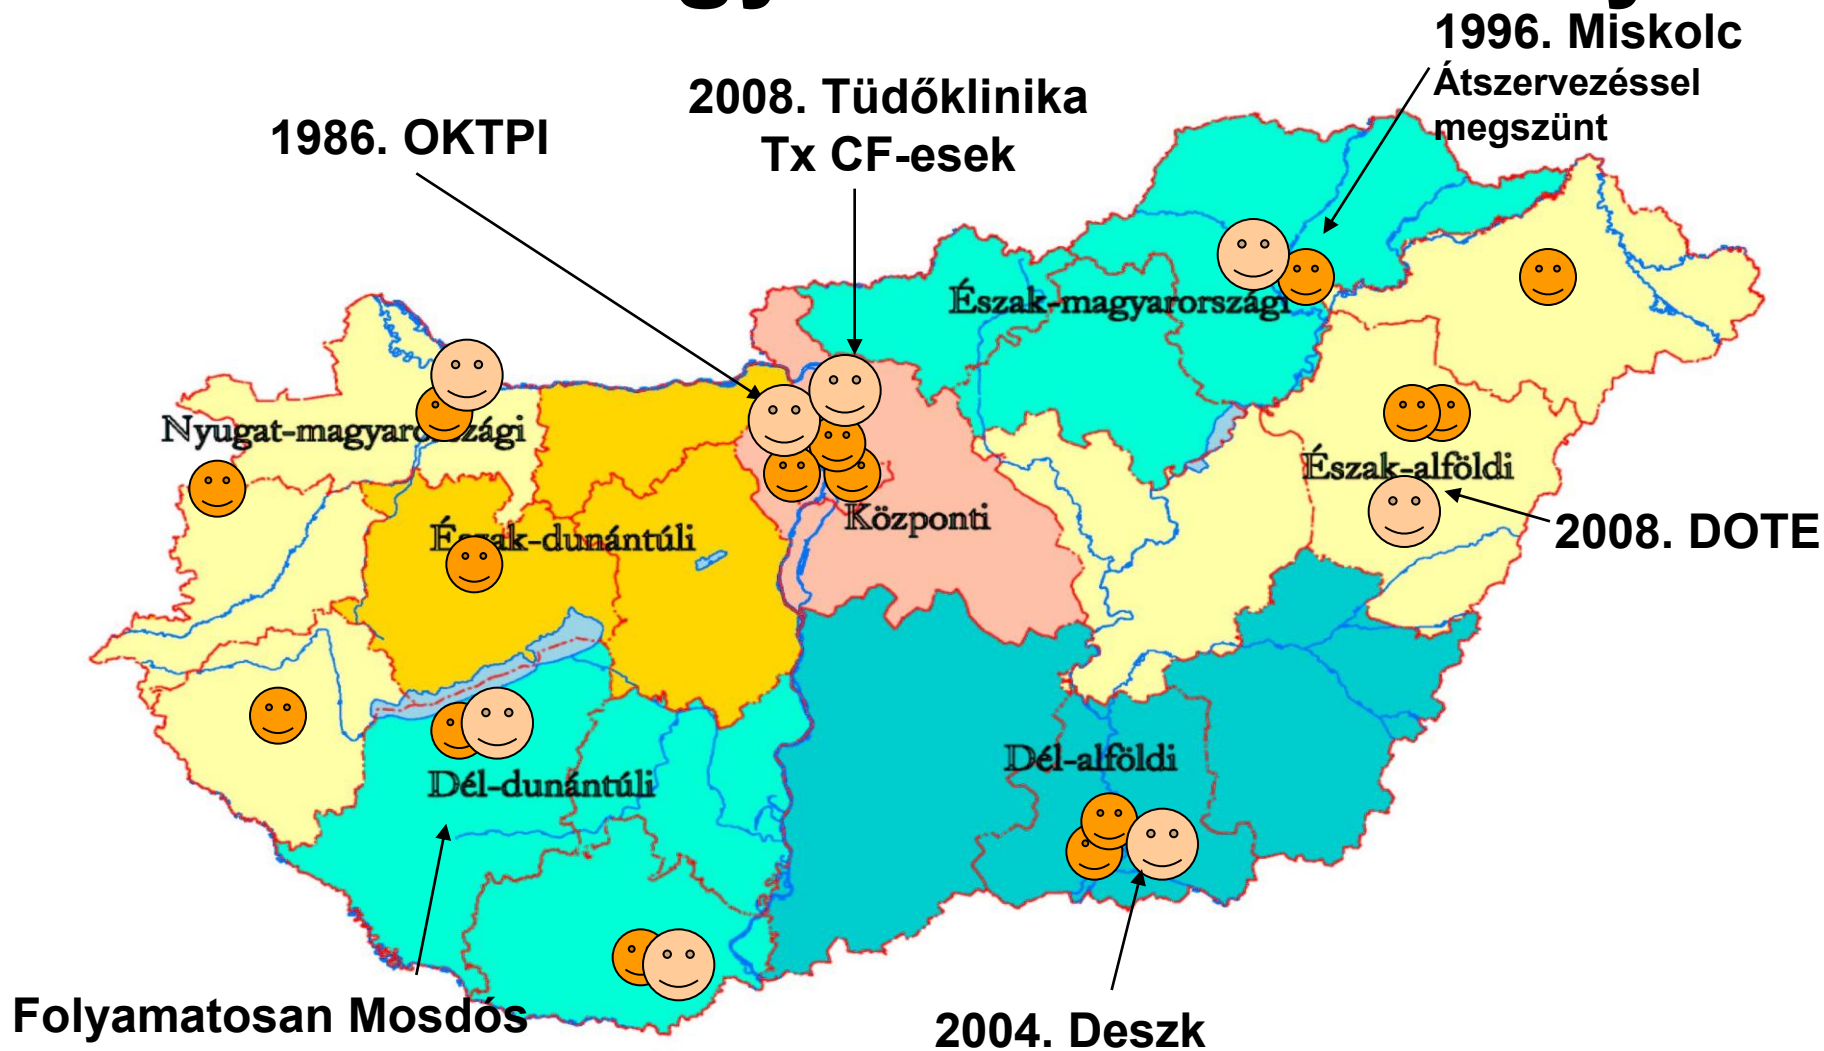 1996. Miskolc
Átszervezéssel
megszünt
2008. Tüdőklinika
Tx CF-esek
1986. OKTPI
Észak-magyarországi
Nyugat-magyarországi
Észak-alföldi
Központi
2008. DOTE
Észak-dunántúli
Dél-alföldi
Dél-dunántúli
Folyamatosan Mosdós
2004. Deszk